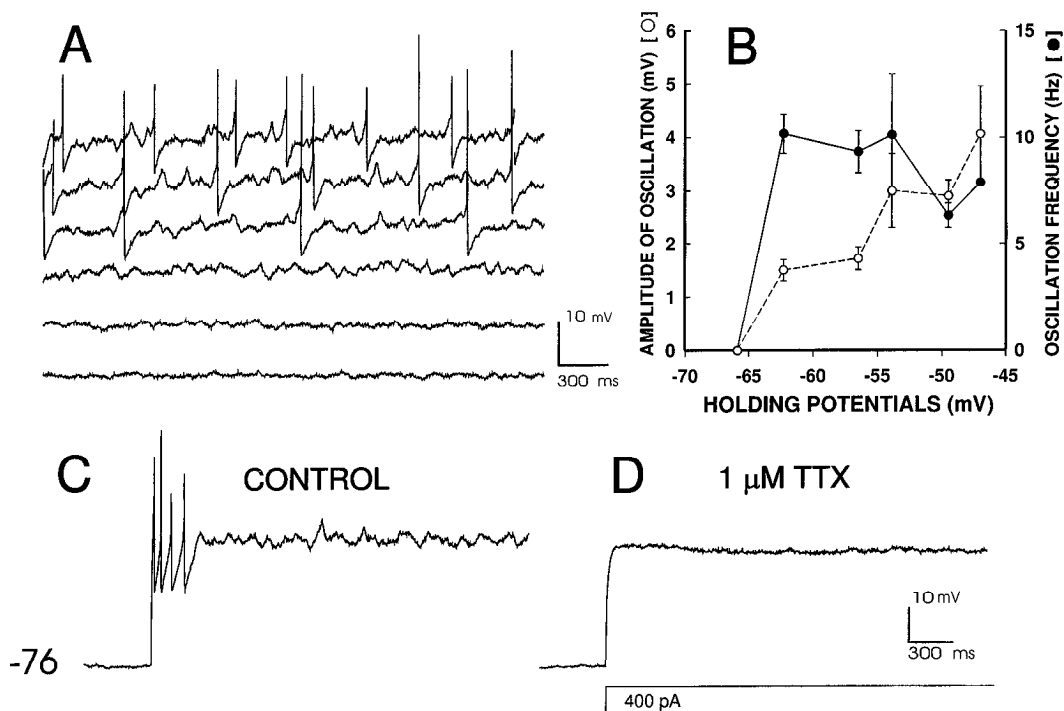 A
10 mV
300 ms
B
AMPLITUDE OF OSCILLATION (mV) [○]
6
5
4
3
2
1
0
15
10
5
0
OSCILLATION FREQUENCY (Hz) [●]
-70 -65 -60 -55 -50 -45
HOLDING POTENTIALS (mV)
C
CONTROL
-76
D
1 μM TTX
10 mV
300 ms
400 pA